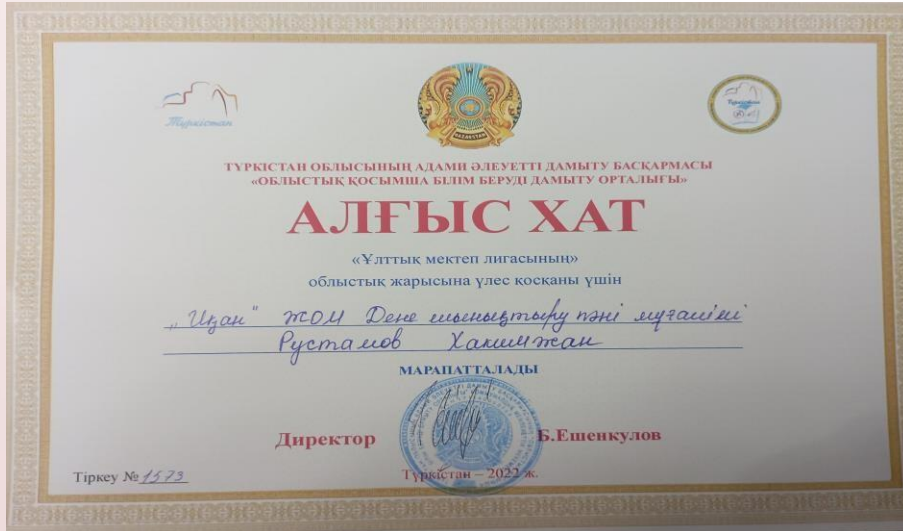 Түркістан
ҚАЗАҚСТАН
ТҮРКІСТАН ОБЛЫСЫНЫҢ АДАМИ ӘЛЕУЕТТІ ДАМЫТУ БАСҚАРМАСЫ
«ОБЛЫСТЫҚ ҚОСЫМША БІЛІМ БЕРУДІ ДАМЫТУ ОРТАЛЫҒЫ»
АЛҒЫС ХАТ
«Ұлттық мектеп лигасының»
облыстық жарысына үлес қосқаны үшін
„Иқан" ЖОМ Дене шынықтыру пәні мұғалімі
Рустамов Хакимжан
МАРАПАТТАЛАДЫ
Директор Б.Ешенкулов
Тіркеу № 1573
Түркістан – 2022 ж.